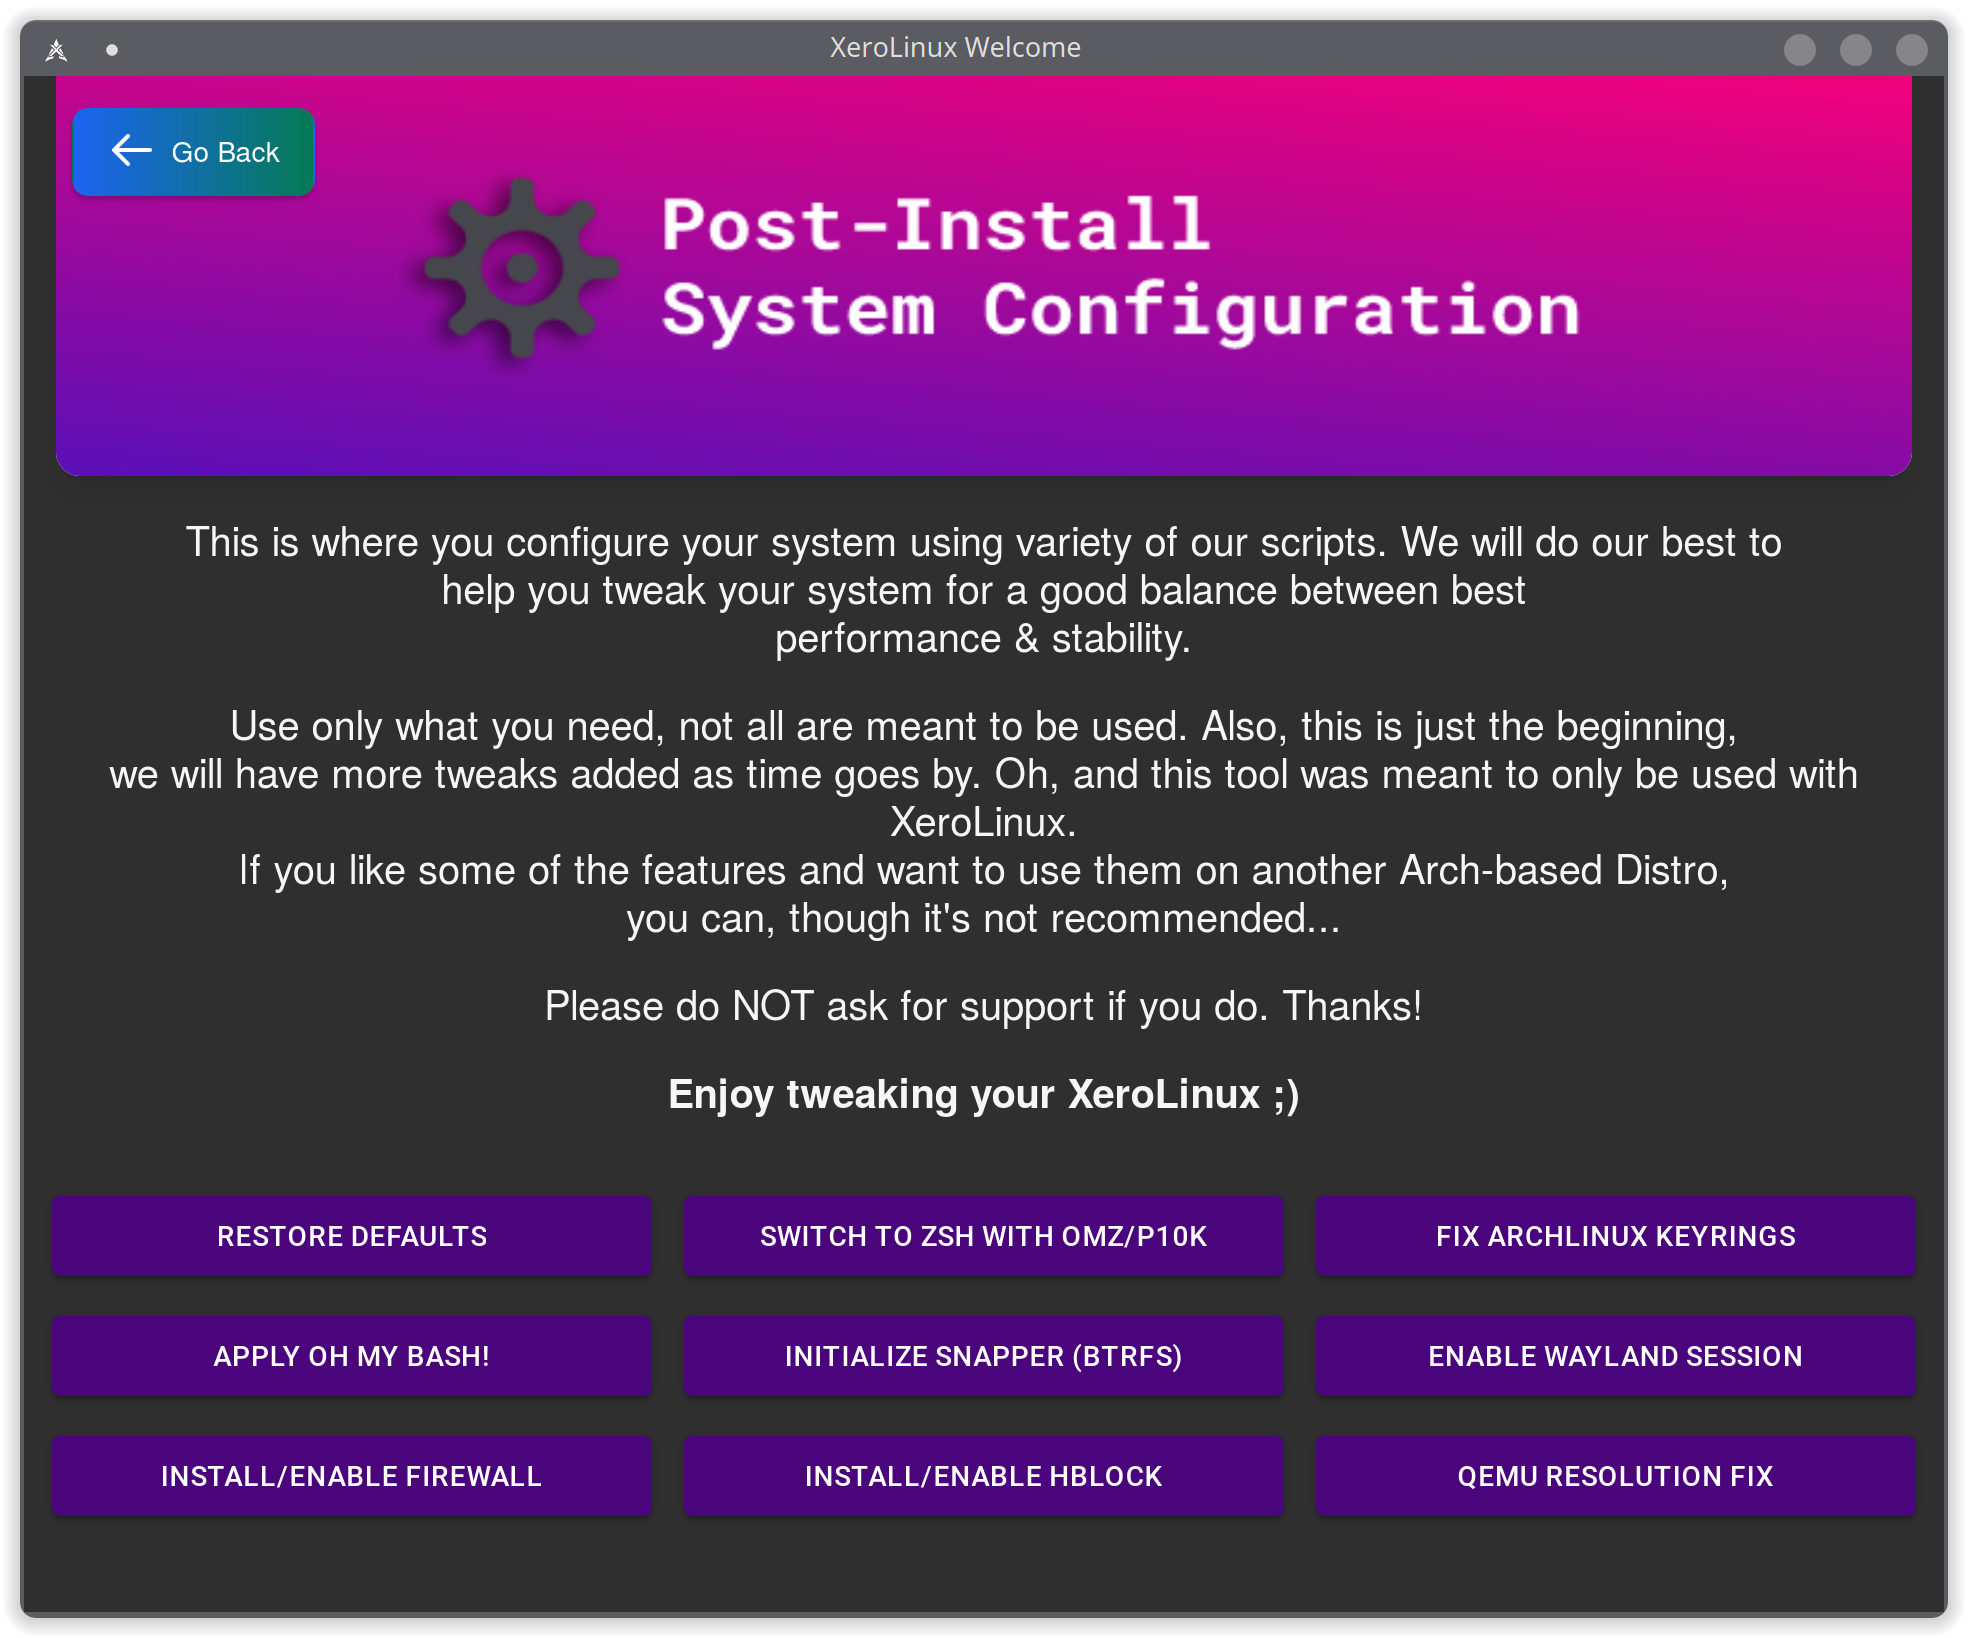 XeroLinux Welcome
Go Back
Post-Install
System Configuration
This is where you configure your system using variety of our scripts. We will do our best to
help you tweak your system for a good balance between best
performance & stability.
Use only what you need, not all are meant to be used. Also, this is just the beginning,
we will have more tweaks added as time goes by. Oh, and this tool was meant to only be used with
XeroLinux.
If you like some of the features and want to use them on another Arch-based Distro,
you can, though it's not recommended...
Please do NOT ask for support if you do. Thanks!
Enjoy tweaking your XeroLinux ;)
RESTORE DEFAULTS
SWITCH TO ZSH WITH OMZ/P10K
FIX ARCHLINUX KEYRINGS
APPLY OH MY BASH!
INITIALIZE SNAPPER (BTRFS)
ENABLE WAYLAND SESSION
INSTALL/ENABLE FIREWALL
INSTALL/ENABLE HBLOCK
QEMU RESOLUTION FIX